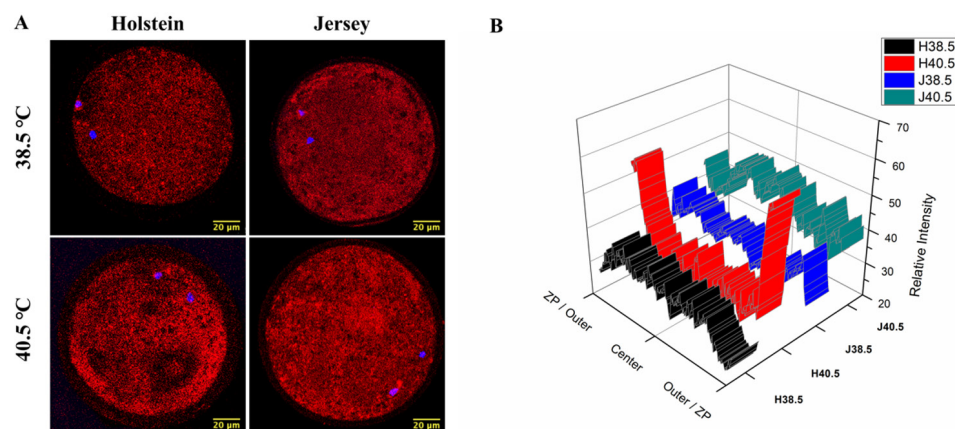 A
Holstein
Jersey
38.5 °C
20 µm
20 µm
40.5 °C
20 µm
20 µm
B
H38.5
H40.5
J38.5
J40.5
70
60
50
40
30
20
Relative Intensity
ZP / Outer
Center
Outer / ZP
J40.5
J38.5
H40.5
H38.5